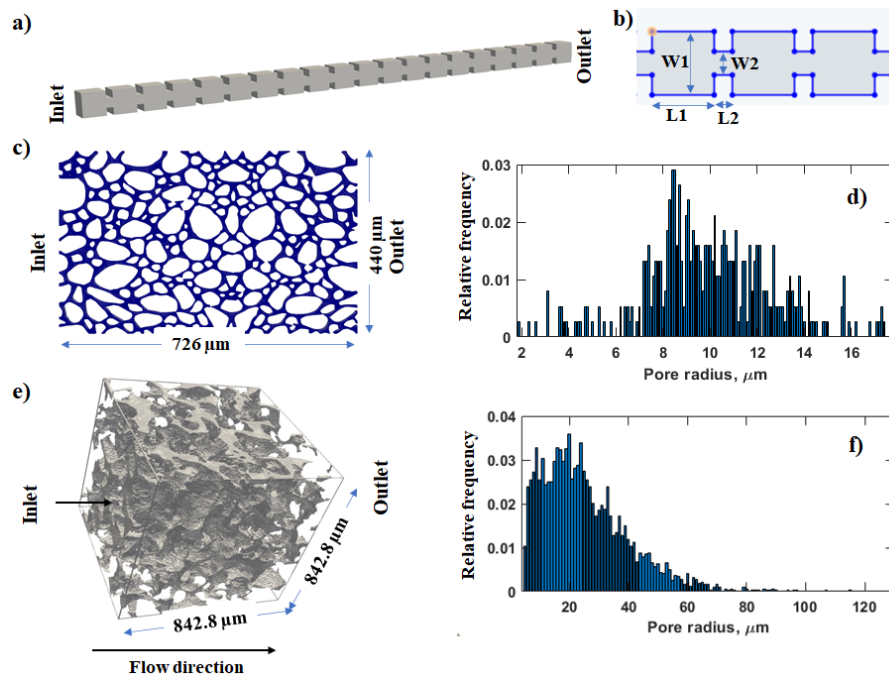 a)
Inlet
Outlet
b)
W1
W2
L1
L2
c)
Inlet
440 µm
Outlet
726 µm
d)
Relative frequency
0.03
0.02
0.01
0
2 4 6 8 10 12 14 16
Pore radius, µm
e)
Inlet
Outlet
842.8 µm
842.8 µm
Flow direction
f)
Relative frequency
0.04
0.03
0.02
0.01
0
20 40 60 80 100 120
Pore radius, µm